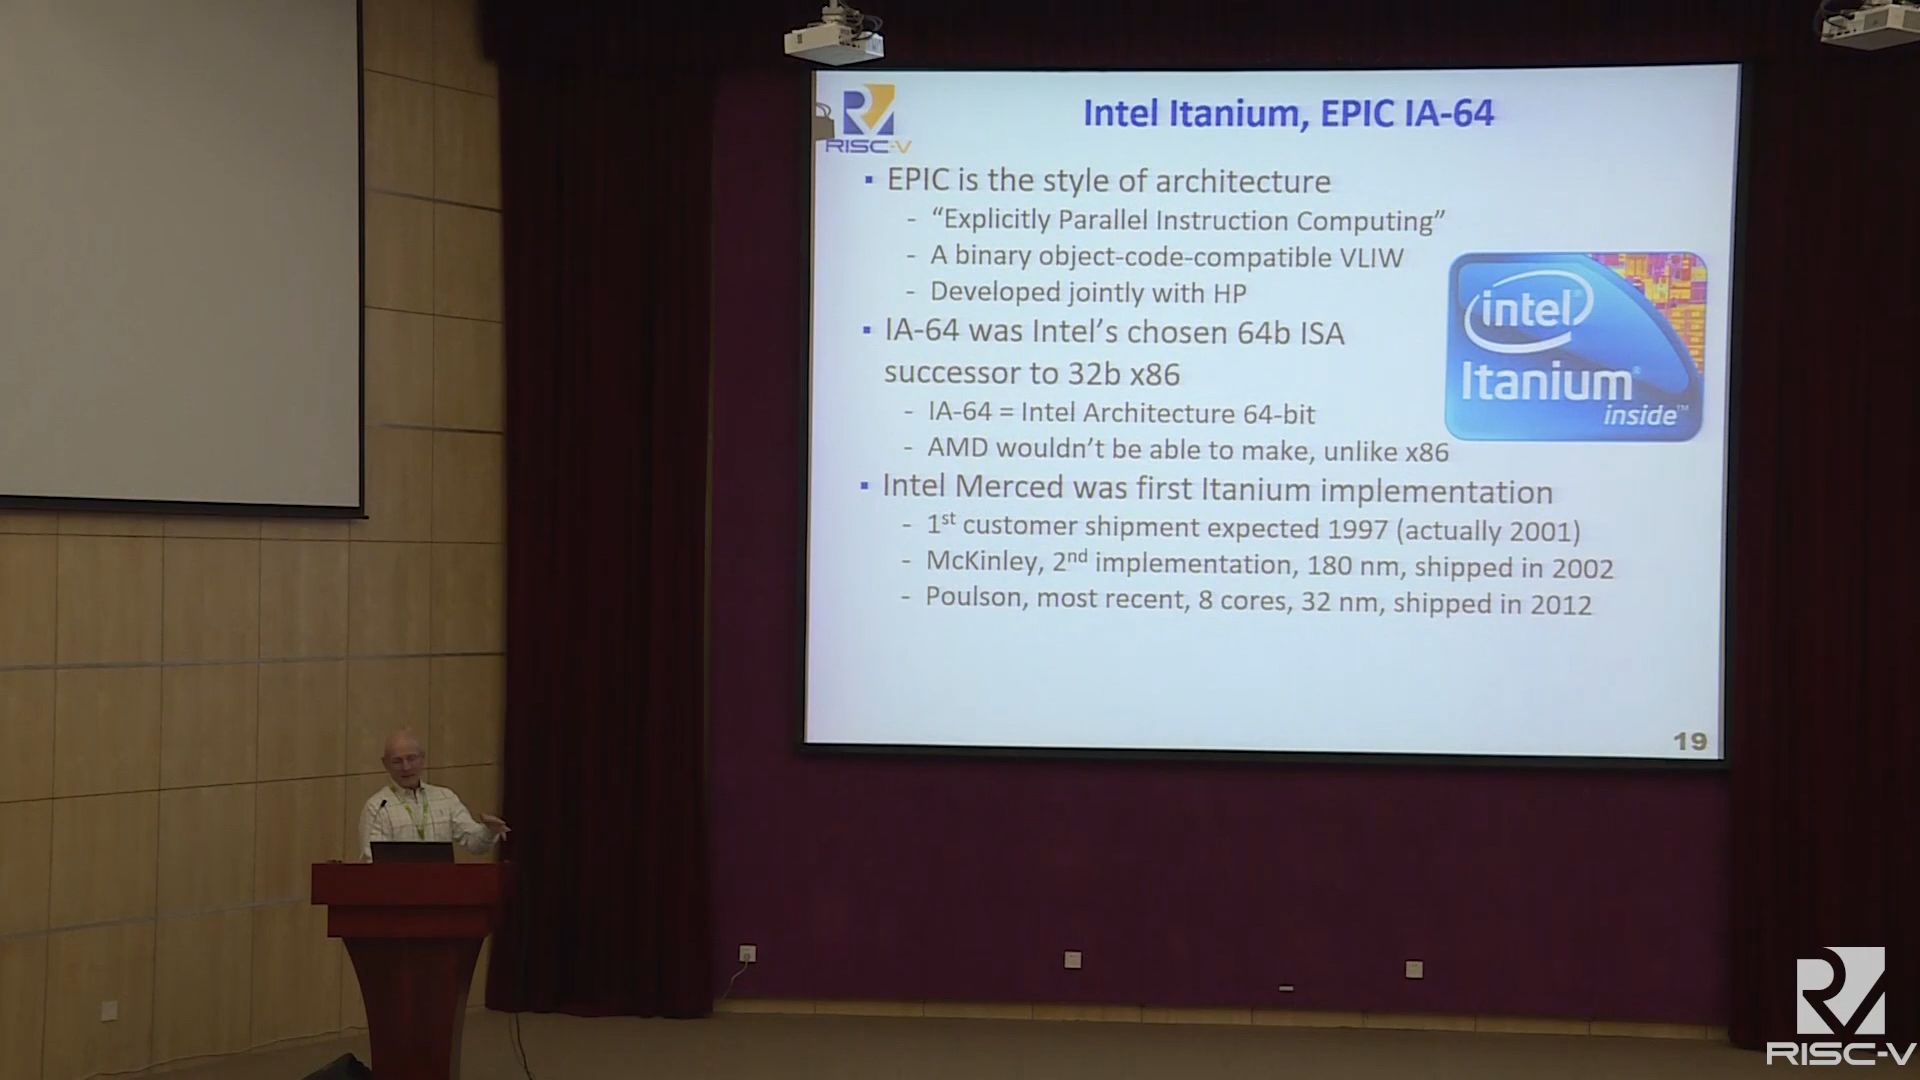 RISC-V
Intel Itanium, EPIC IA-64
▪ EPIC is the style of architecture
- “Explicitly Parallel Instruction Computing”
- A binary object-code-compatible VLIW
- Developed jointly with HP
▪ IA-64 was Intel’s chosen 64b ISA
successor to 32b x86
- IA-64 = Intel Architecture 64-bit
- AMD wouldn’t be able to make, unlike x86
▪ Intel Merced was first Itanium implementation
- 1st customer shipment expected 1997 (actually 2001)
- McKinley, 2nd implementation, 180 nm, shipped in 2002
- Poulson, most recent, 8 cores, 32 nm, shipped in 2012
intel®
Itanium®
inside™
19
RISC-V